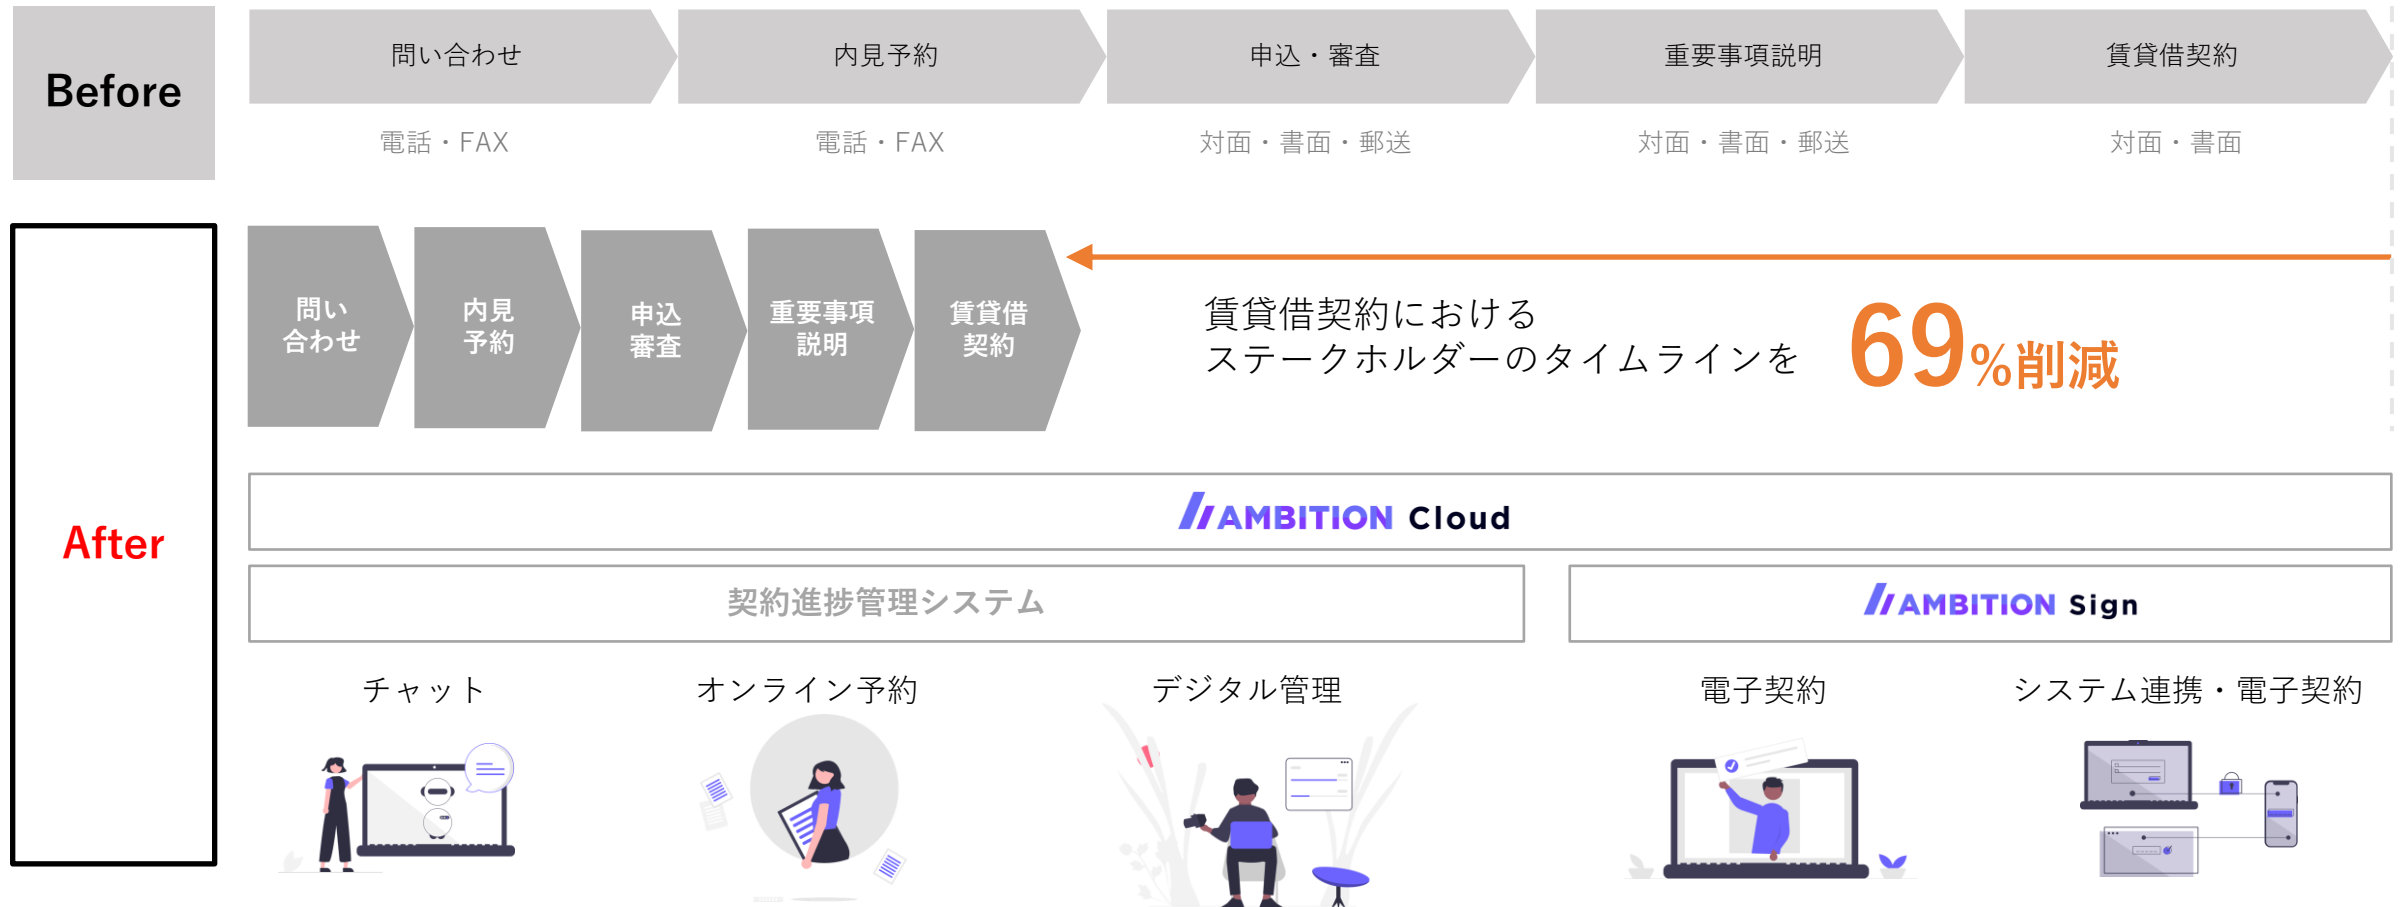 Before
問い合わせ
内見予約
申込・審査
重要事項説明
賃貸借契約
電話・FAX
電話・FAX
対面・書面・郵送
対面・書面・郵送
対面・書面
After
問い
合わせ
内見
予約
申込
審査
重要事項
説明
賃貸借
契約
賃貸借契約における
ステークホルダーのタイムラインを
69%削減
AMBITION Cloud
契約進捗管理システム
AMBITION Sign
チャット
オンライン予約
デジタル管理
電子契約
システム連携・電子契約